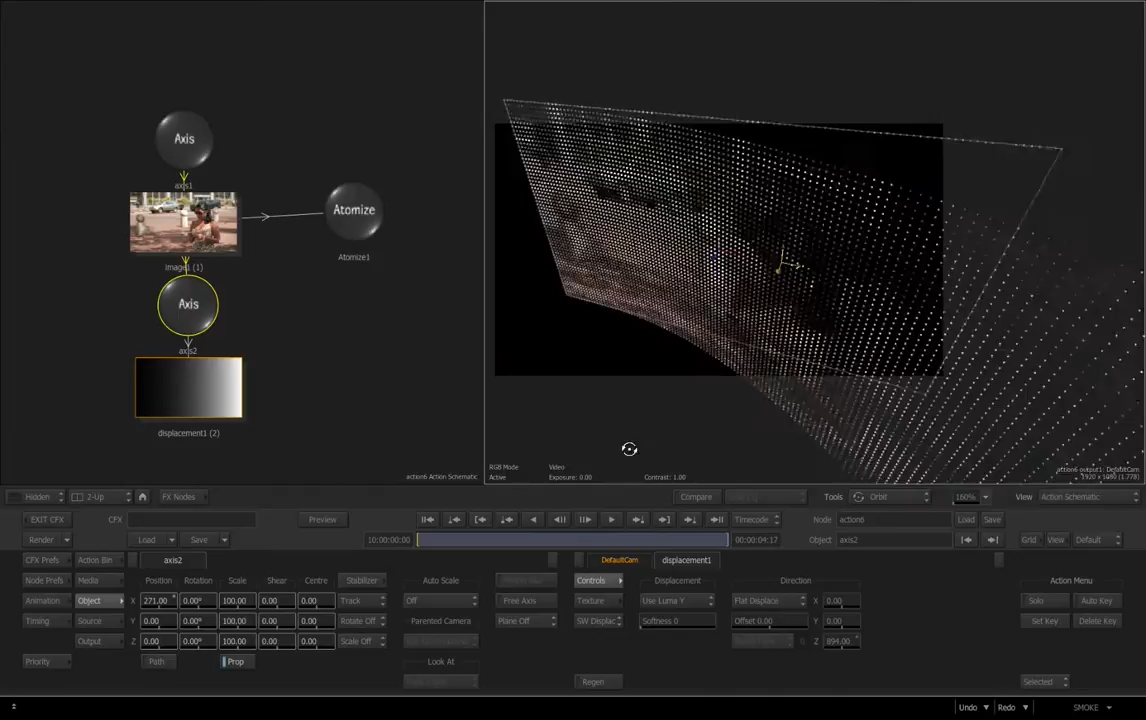 Axis
axis1
Atomize
Atomize1
image1 (1)
Axis
axis2
displacement1 (2)
action6 Action Schematic
RGB Mode
Active
Video
Exposure: 0.00
Contrast: 1.00
action6 output1: DefaultCam
1920 x 1080 (1.778)
Hidden
2-Up
FX Nodes
Compare
Tools
Orbit
160%
View
Action Schematic
EXIT CFX
CFX
Preview
Timecode
Node
action6
Load
Save
Render
Load
Save
10:00:00:00
00:00:04:17
Object
axis2
Grid
View
Default
CFX Prefs
Action Bin
axis2
DefaultCam
displacement1
Node Prefs
Media
Position
Rotation
Scale
Shear
Centre
Stabilizer
Auto Scale
Controls
Displacement
Direction
Action Menu
Animation
Object
X
271.00
0.00°
100.00
0.00
0.00
Track
Off
Free Axis
Texture
Use Luma Y
Flat Displace
X
0.00
Solo
Auto Key
Timing
Source
Y
0.00
0.00°
100.00
0.00
0.00
Rotate Off
Parented Camera
Plane Off
SW Displac
Softness 0
Offset 0.00
Y
0.00
Set Key
Delete Key
Output
Z
0.00
0.00°
100.00
0.00
0.00
Scale Off
Z
894.00
Priority
Path
Prop
Look At
Regen
Selected
Undo
Redo
SMOKE